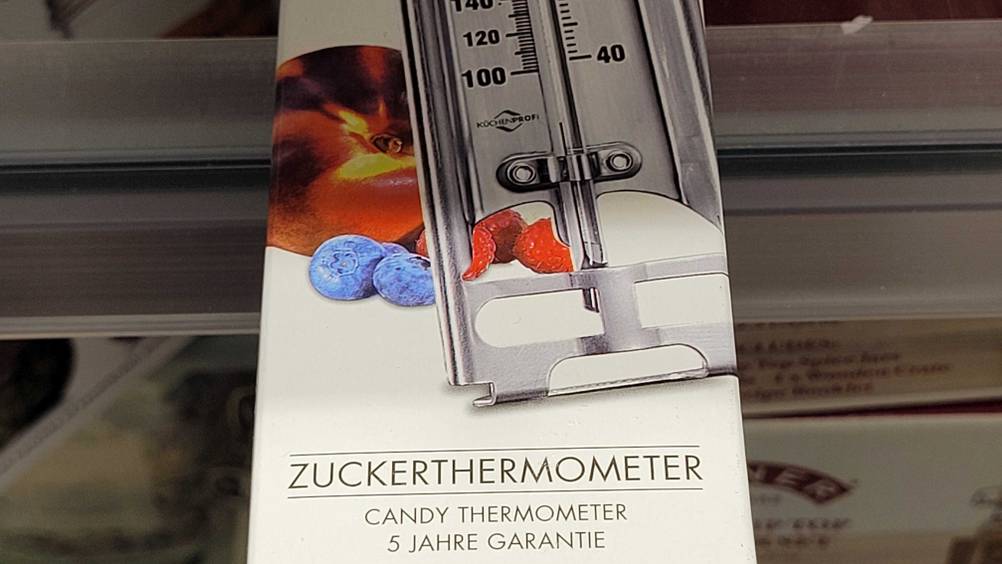 140
120
40
100
KÜCHENPROFI
ZUCKERTHERMOMETER
CANDY THERMOMETER
5 JAHRE GARANTIE